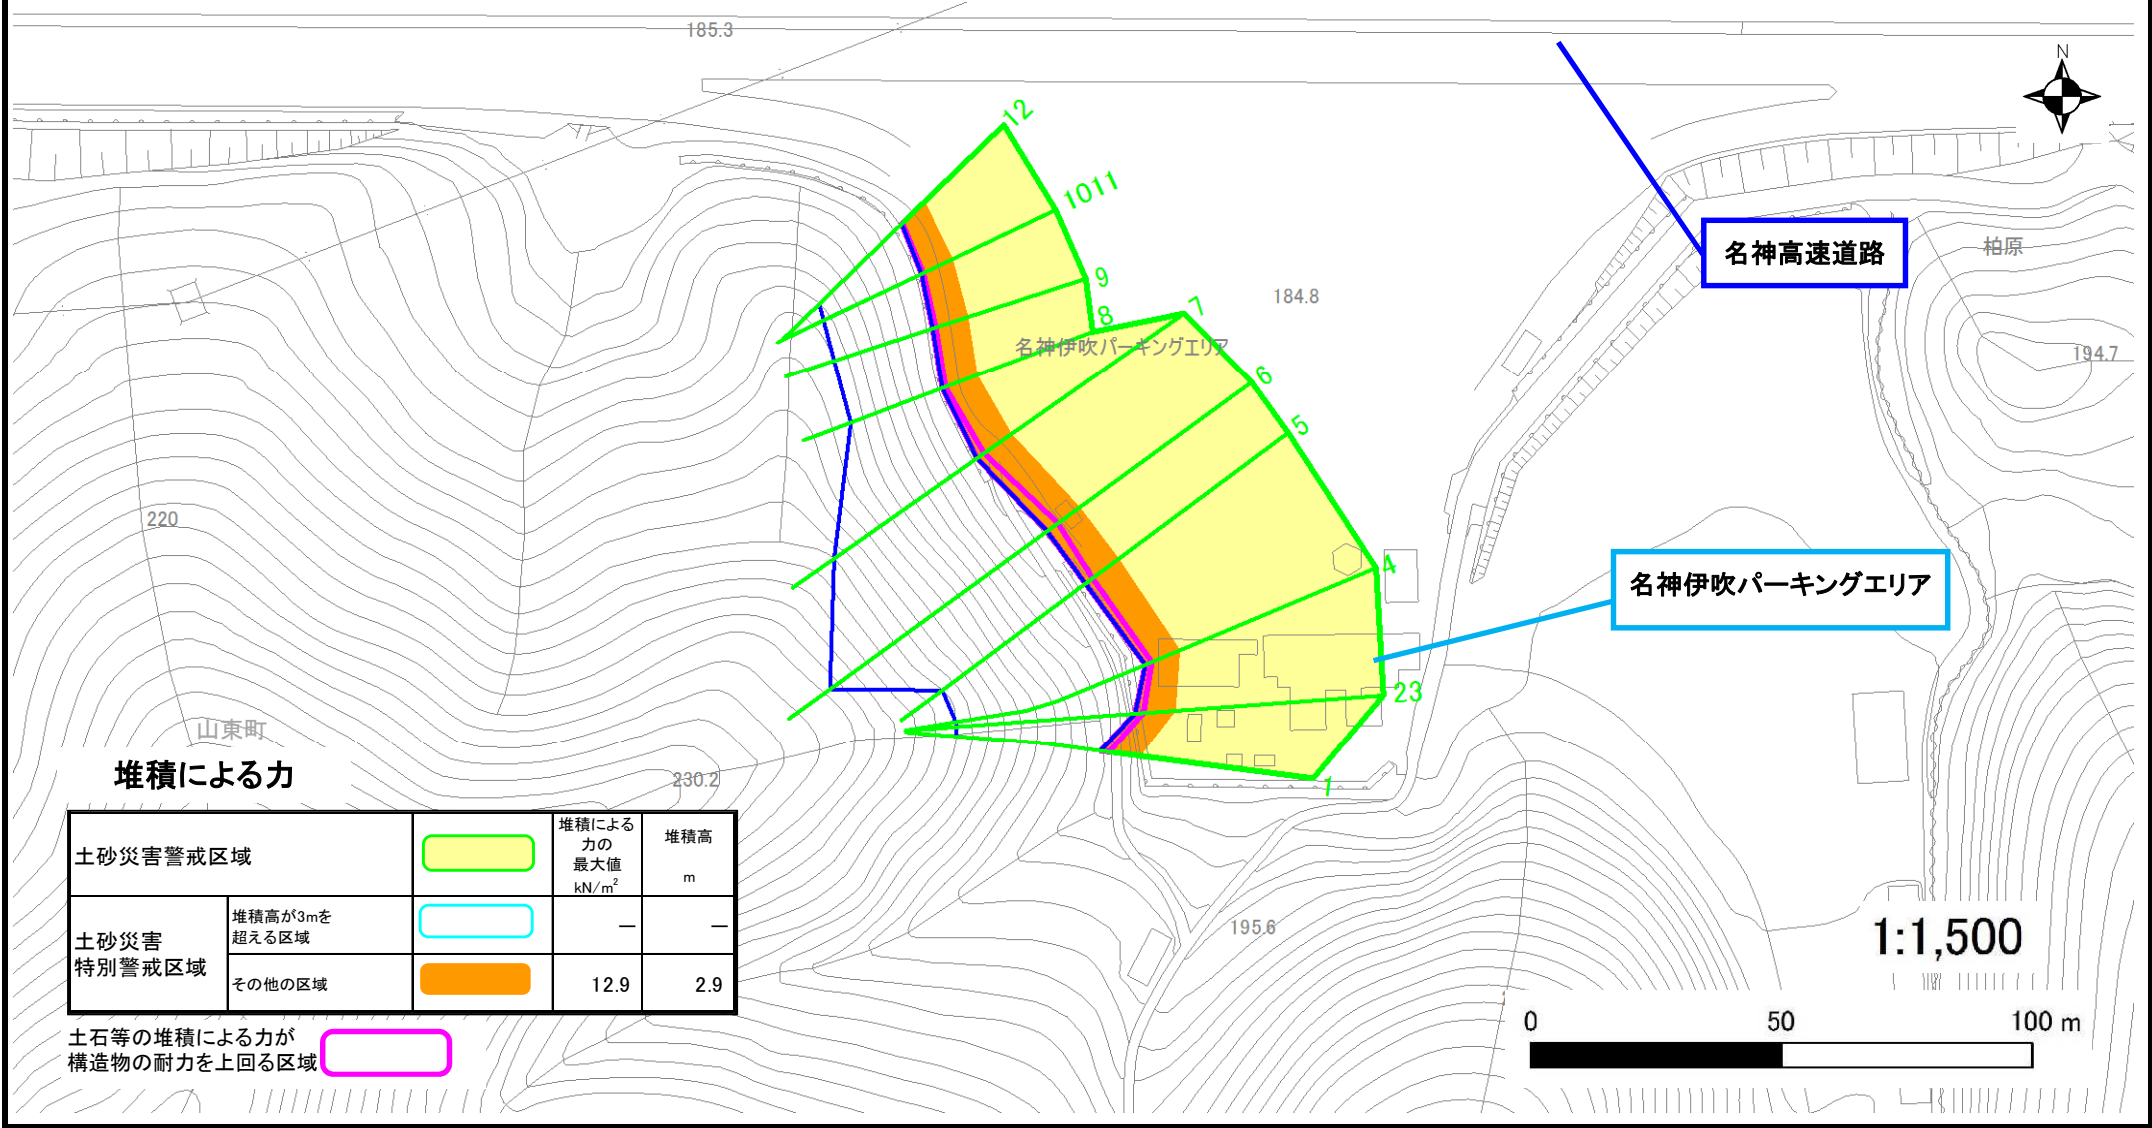 185.3
N
12
1011
名神高速道路
柏原
9
184.8
8
7
名神伊吹パーキングエリア
194.7
6
5
220
4
名神伊吹パーキングエリア
23
山東町
堆積による力
230.2
1
土砂災害警戒区域
堆積による
力の
最大値
kN/m²
堆積高
m
土砂災害
特別警戒区域
堆積高が3mを
超える区域
― ―
その他の区域
12.9 2.9
195.6
1:1,500
土石等の堆積による力が
構造物の耐力を上回る区域
0 50 100 m